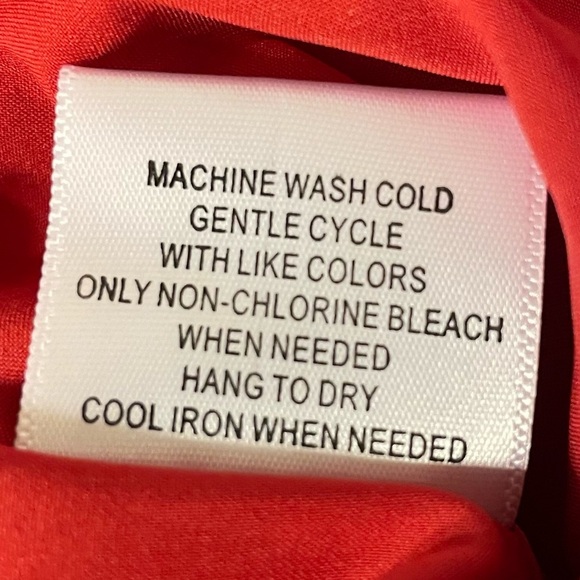 MACHINE WASH COLD
GENTLE CYCLE
WITH LIKE COLORS
ONLY NON-CHLORINE BLEACH
WHEN NEEDED
HANG TO DRY
COOL IRON WHEN NEEDED